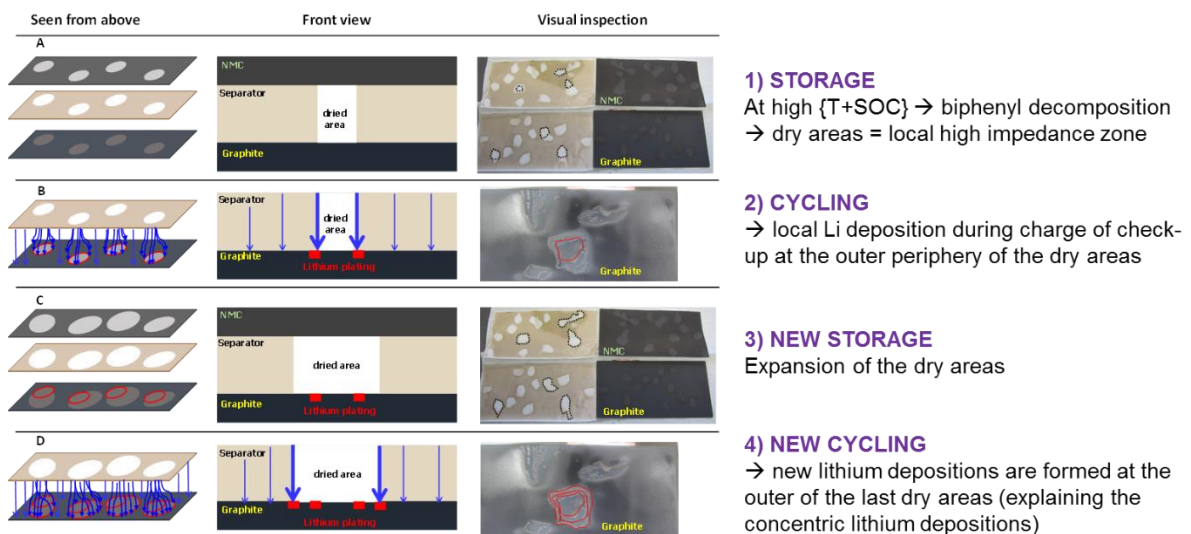 Seen from above
Front view
Visual inspection
A
NMC
Separator
dried
area
Graphite
NMC
Graphite
1) STORAGE
At high {T+SOC} → biphenyl decomposition
→ dry areas = local high impedance zone
B
Separator
dried
area
Graphite
Lithium plating
Graphite
2) CYCLING
→ local Li deposition during charge of check-
up at the outer periphery of the dry areas
C
NMC
Separator
dried area
Graphite
Lithium plating
NMC
Graphite
3) NEW STORAGE
Expansion of the dry areas
D
Separator
dried area
Graphite
Lithium plating
Graphite
4) NEW CYCLING
→ new lithium depositions are formed at the
outer of the last dry areas (explaining the
concentric lithium depositions)